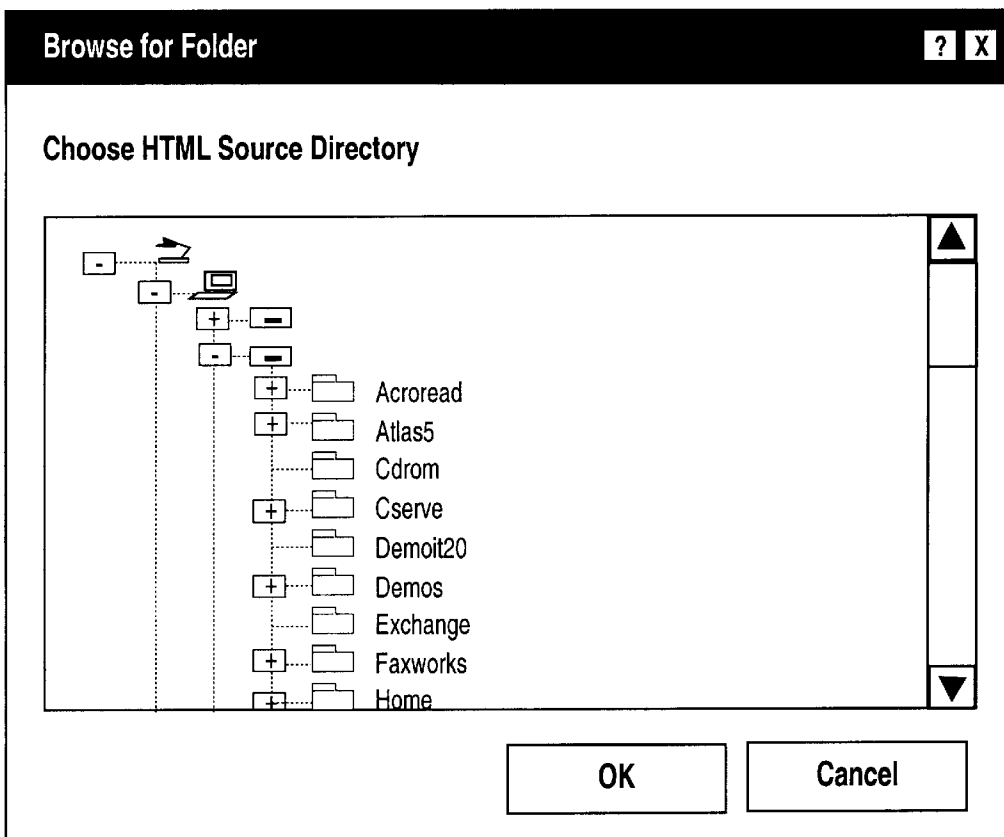 Browse for Folder ? X
Choose HTML Source Directory
-
-
+
-
+ Acroread
+ Atlas5
Cdrom
+ Cserve
Demoit20
+ Demos
Exchange
+ Faxworks
+ Home
OK Cancel